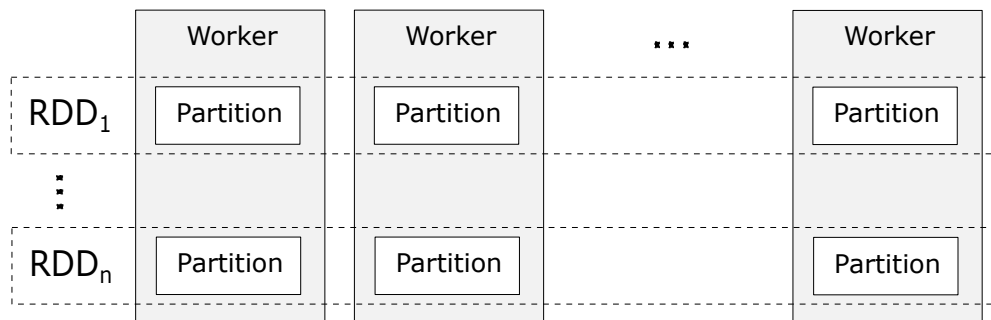 Worker Worker ... Worker
RDD1 Partition Partition Partition
...
RDDn Partition Partition Partition